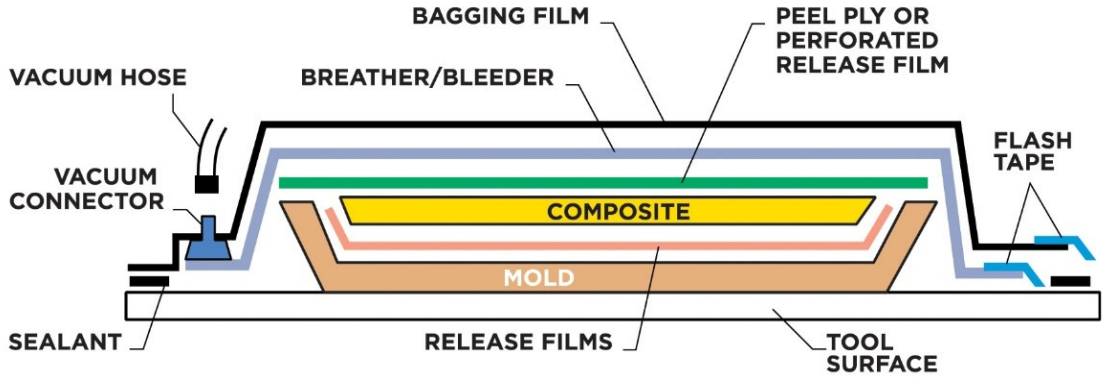 BAGGING FILM
PEEL PLY OR
PERFORATED
RELEASE FILM
VACUUM HOSE
BREATHER/BLEEDER
FLASH
TAPE
VACUUM
CONNECTOR
COMPOSITE
MOLD
SEALANT
RELEASE FILMS
TOOL
SURFACE